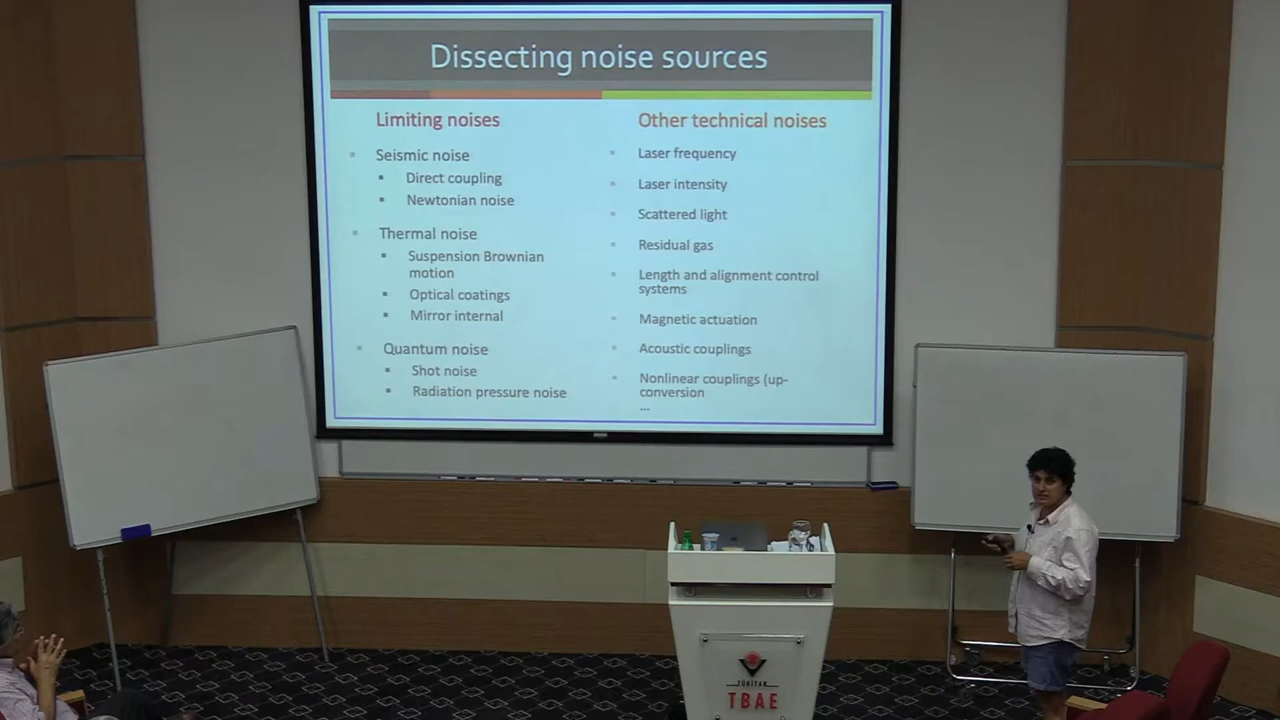 Dissecting noise sources
Limiting noises
Seismic noise
Direct coupling
Newtonian noise
Thermal noise
Suspension Brownian
motion
Optical coatings
Mirror internal
Quantum noise
Shot noise
Radiation pressure noise
Other technical noises
Laser frequency
Laser intensity
Scattered light
Residual gas
Length and alignment control
systems
Magnetic actuation
Acoustic couplings
Nonlinear couplings (up-
conversion
...
TÜBİTAK
TBAE